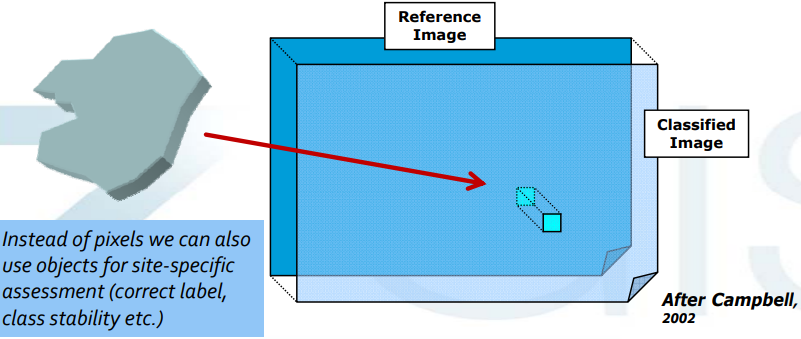 Reference
Image
Classified
Image
Instead of pixels we can also
use objects for site-specific
assessment (correct label,
class stability etc.)
After Campbell,
2002